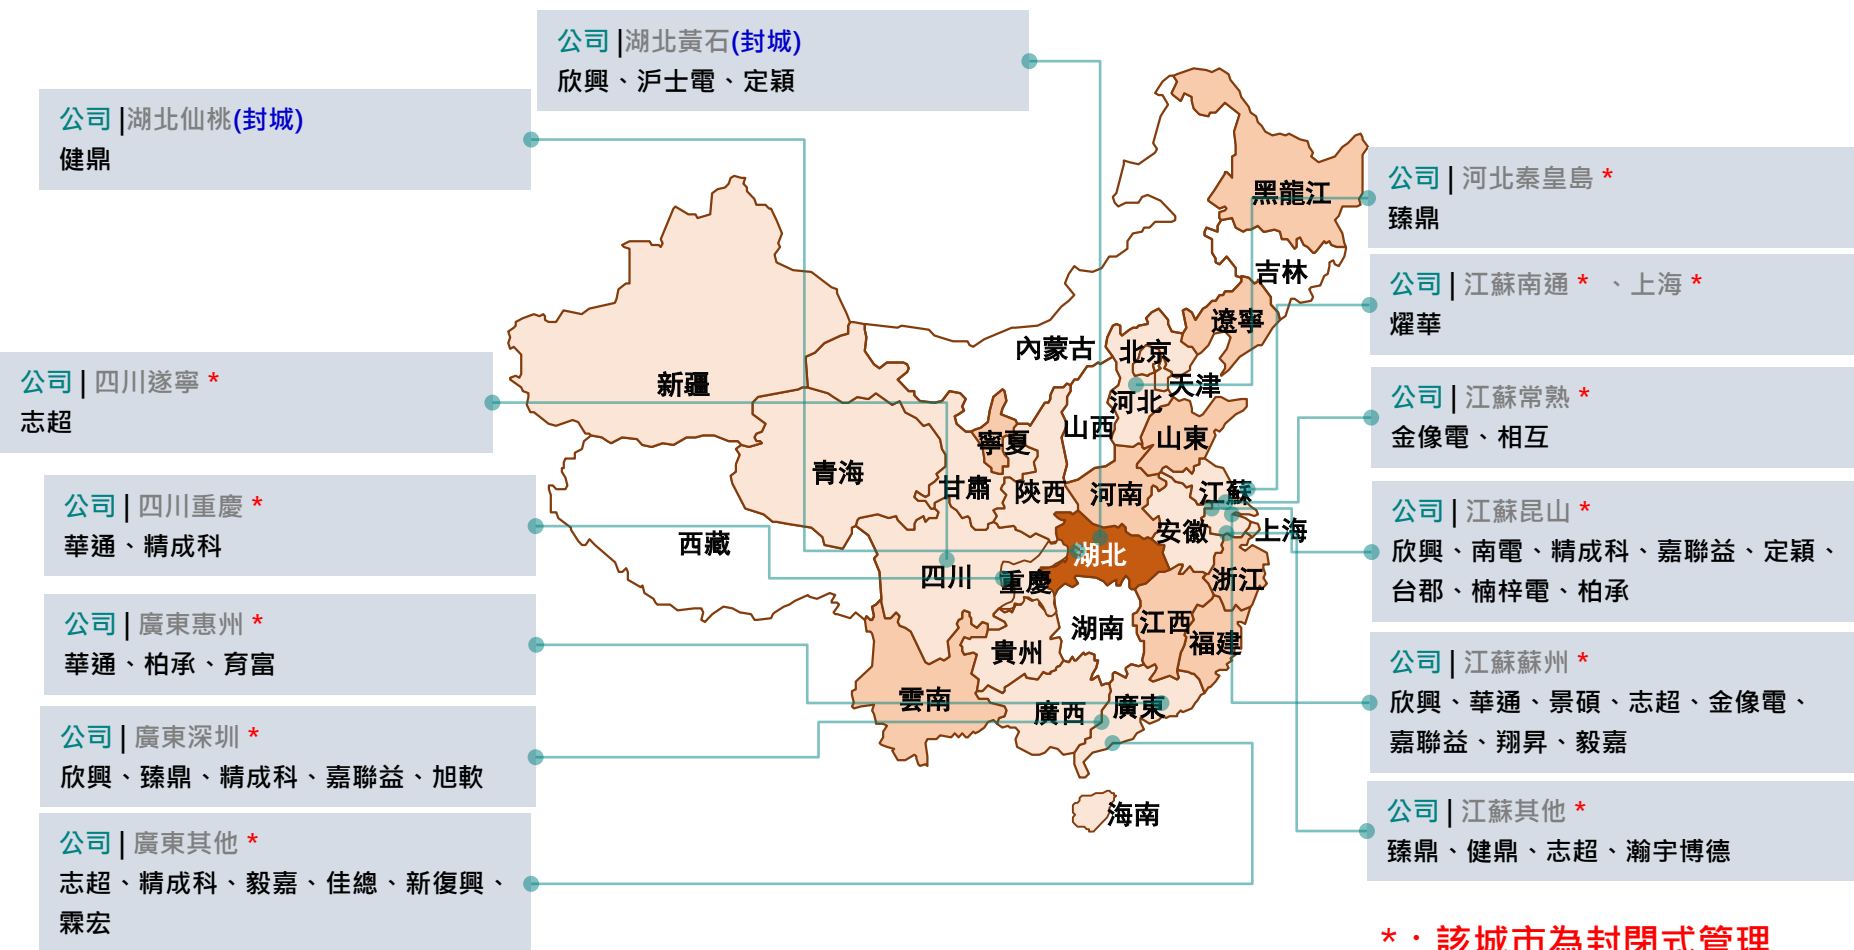 公司 |湖北黃石(封城)
欣興、沪士電、定穎
公司 |湖北仙桃(封城)
健鼎
公司 | 四川遂寧 *
志超
公司 | 四川重慶 *
華通、精成科
公司 | 廣東惠州 *
華通、柏承、育富
公司 | 廣東深圳 *
欣興、臻鼎、精成科、嘉聯益、旭軟
公司 | 廣東其他 *
志超、精成科、毅嘉、佳總、新復興、
霖宏
黑龍江
吉林
遼寧
內蒙古
北京
天津
河北
新疆
山西
山東
寧夏
青海
甘肅
陝西
河南
江蘇
安徽
上海
西藏
湖北
四川
重慶
浙江
湖南
江西
福建
貴州
雲南
廣西
廣東
海南
公司 | 河北秦皇島 *
臻鼎
公司 | 江蘇南通 * 、上海 *
燿華
公司 | 江蘇常熟 *
金像電、相互
公司 | 江蘇昆山 *
欣興、南電、精成科、嘉聯益、定穎、
台郡、楠梓電、柏承
公司 | 江蘇蘇州 *
欣興、華通、景碩、志超、金像電、
嘉聯益、翔昇、毅嘉
公司 | 江蘇其他 *
臻鼎、健鼎、志超、瀚宇博德
*：該城市為封閉式管理